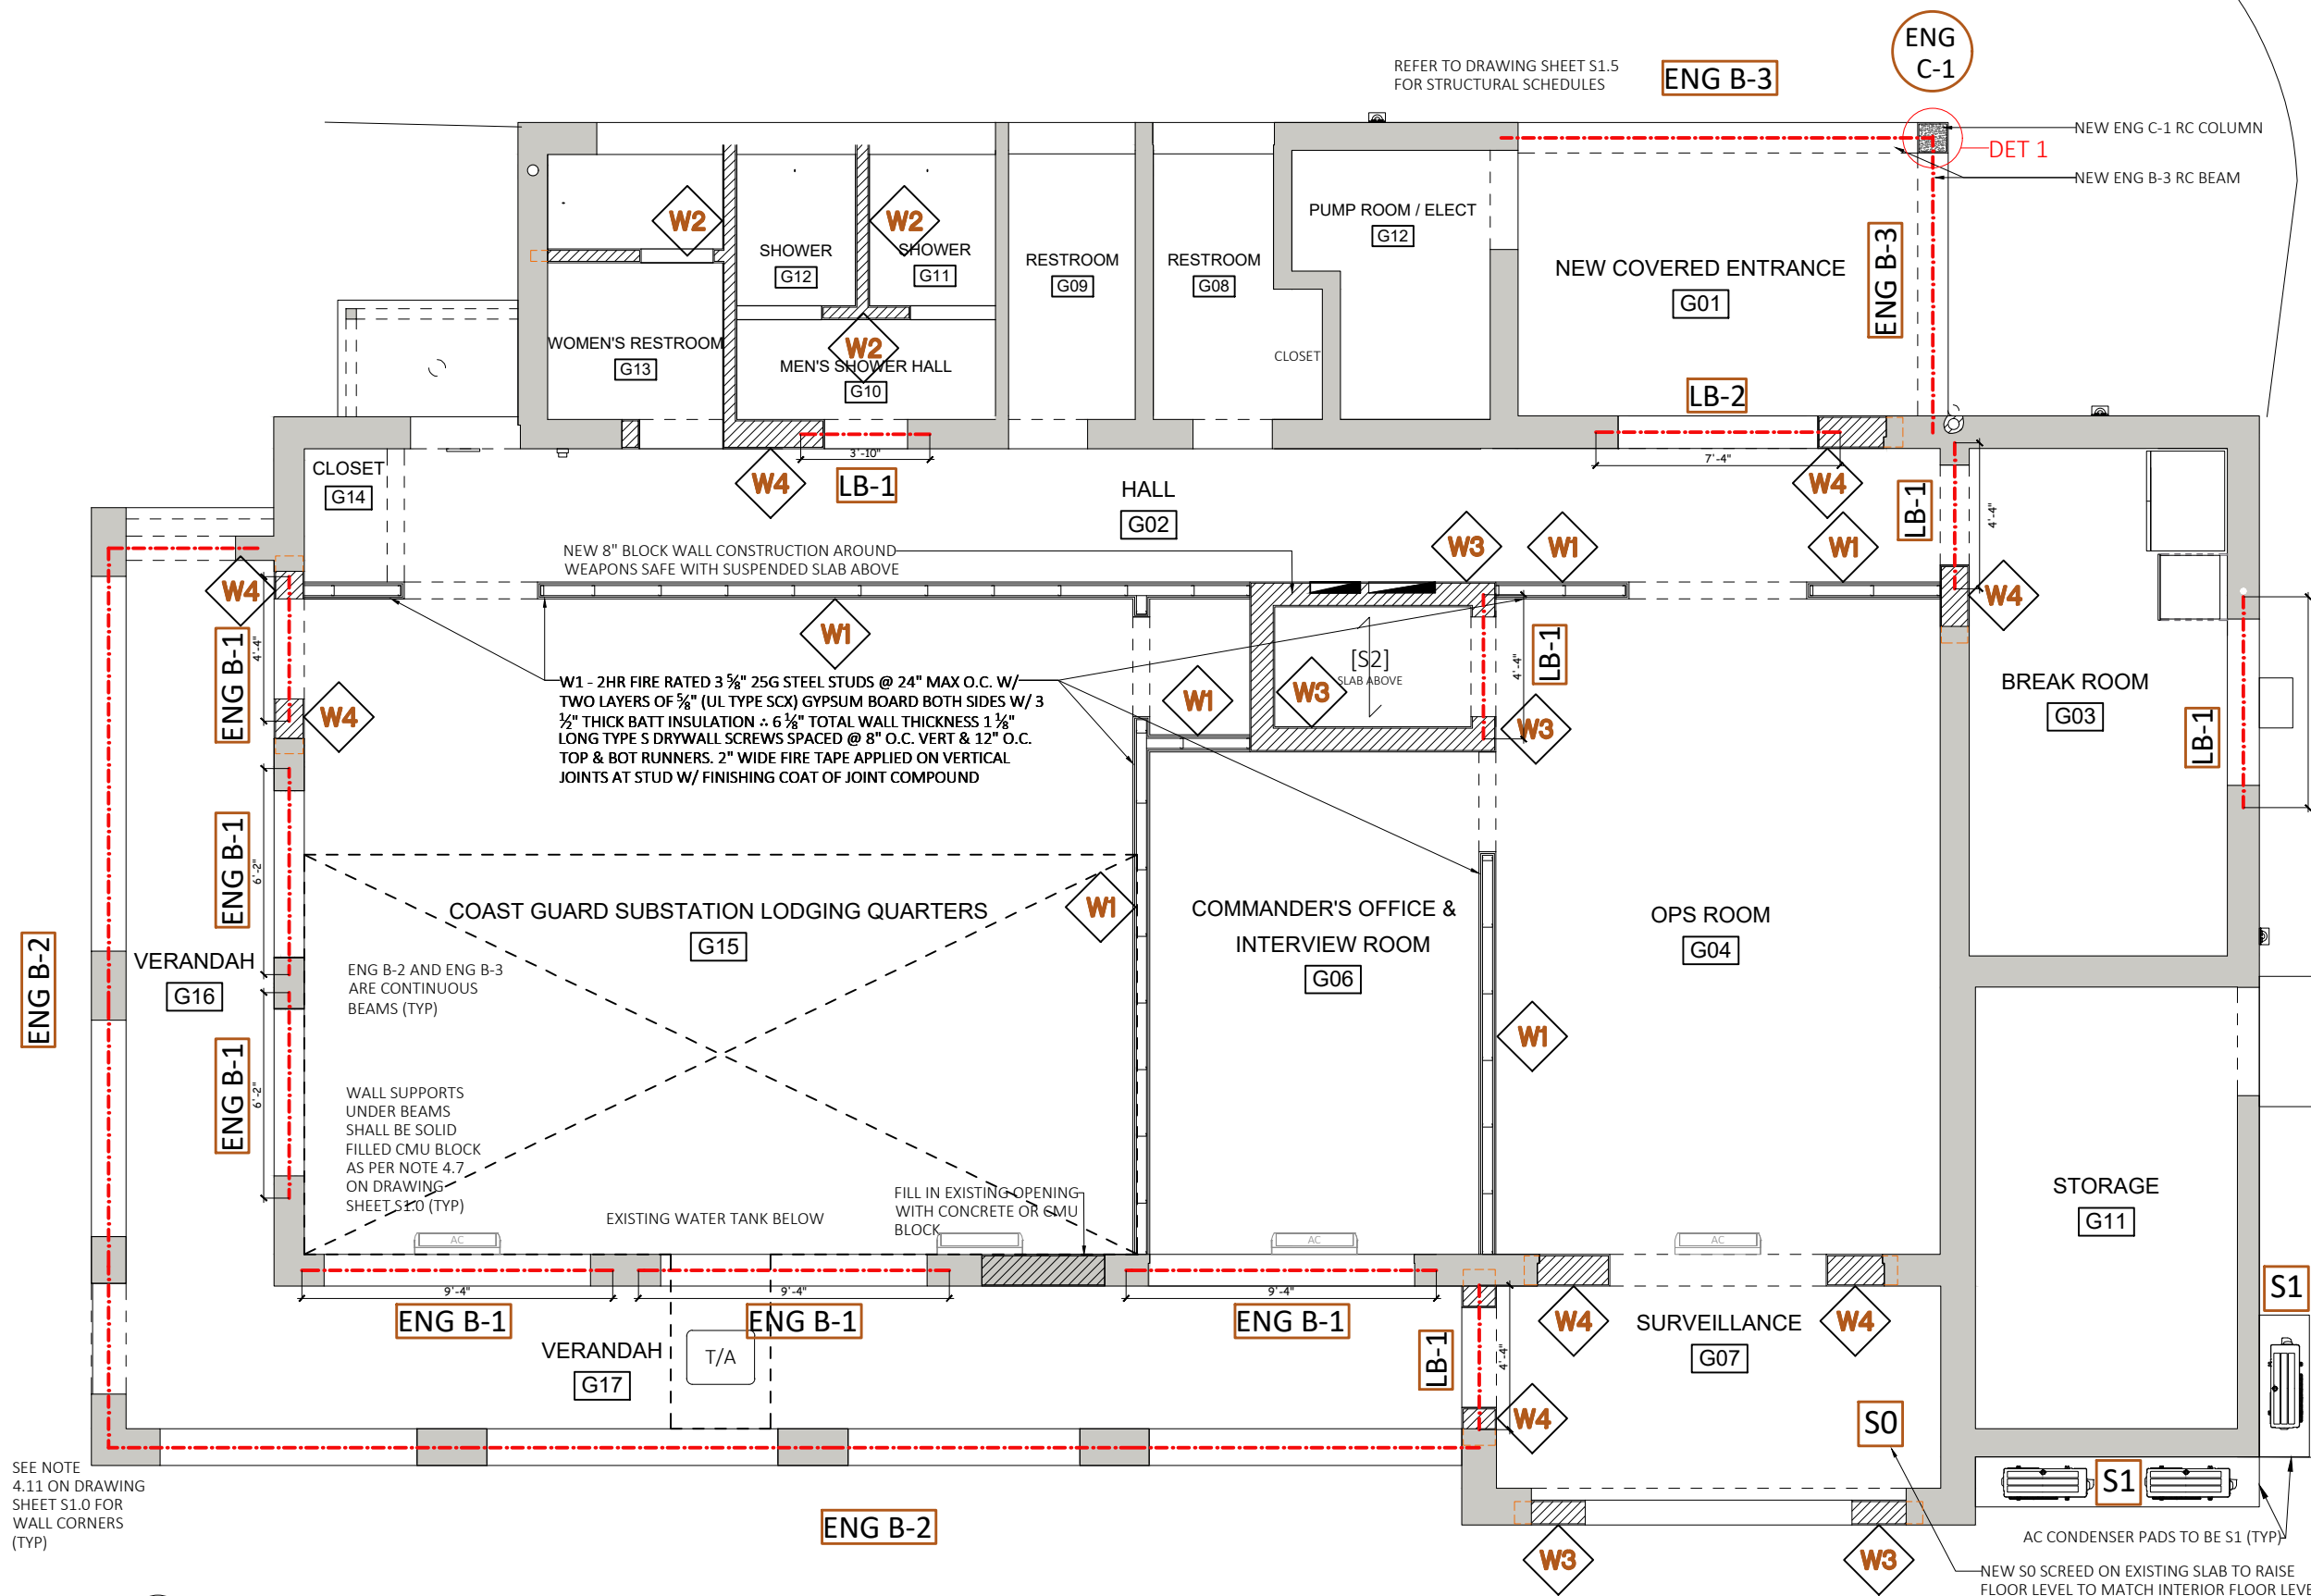 REFER TO DRAWING SHEET S1.5
FOR STRUCTURAL SCHEDULES
ENG B-3
ENG
C-1
NEW ENG C-1 RC COLUMN
DET 1
NEW ENG B-3 RC BEAM
W2
W2
SHOWER
G12
SHOWER
G11
RESTROOM
G09
RESTROOM
G08
PUMP ROOM / ELECT
G12
NEW COVERED ENTRANCE
G01
ENG B-3
WOMEN'S RESTROOM
G13
W2
MEN'S SHOWER HALL
G10
CLOSET
LB-2
CLOSET
G14
3'-10"
W4
LB-1
HALL
G02
7'-4"
W4
LB-1
4'-4"
NEW 8" BLOCK WALL CONSTRUCTION AROUND
WEAPONS SAFE WITH SUSPENDED SLAB ABOVE
W3
W1
W1
W4
W4
ENG B-1
4'-4"
W1
W4
W1 - 2HR FIRE RATED 3 ⅝" 25G STEEL STUDS @ 24" MAX O.C. W/
TWO LAYERS OF ⅝" (UL TYPE SCX) GYPSUM BOARD BOTH SIDES W/ 3
½" THICK BATT INSULATION ∴ 6 ⅛" TOTAL WALL THICKNESS 1 ⅛"
LONG TYPE S DRYWALL SCREWS SPACED @ 8" O.C. VERT & 12" O.C.
TOP & BOT RUNNERS. 2" WIDE FIRE TAPE APPLIED ON VERTICAL
JOINTS AT STUD W/ FINISHING COAT OF JOINT COMPOUND
W1
W3
[S2]
SLAB ABOVE
LB-1
4'-4"
W3
BREAK ROOM
G03
LB-1
ENG B-1
6'-2"
COAST GUARD SUBSTATION LODGING QUARTERS
G15
W1
COMMANDER'S OFFICE &
INTERVIEW ROOM
G06
OPS ROOM
G04
ENG B-2
VERANDAH
G16
ENG B-2 AND ENG B-3
ARE CONTINUOUS
BEAMS (TYP)
W1
ENG B-1
6'-2"
WALL SUPPORTS
UNDER BEAMS
SHALL BE SOLID
FILLED CMU BLOCK
AS PER NOTE 4.7
ON DRAWING
SHEET S1.0 (TYP)
EXISTING WATER TANK BELOW
FILL IN EXISTING OPENING
WITH CONCRETE OR CMU
BLOCK
STORAGE
G11
AC
AC
AC
9'-4"
9'-4"
9'-4"
ENG B-1
ENG B-1
ENG B-1
S1
VERANDAH
G17
T/A
LB-1
4'-4"
W4
SURVEILLANCE
G07
W4
W4
S0
SEE NOTE
4.11 ON DRAWING
SHEET S1.0 FOR
WALL CORNERS
(TYP)
S1
ENG B-2
W3
W3
AC CONDENSER PADS TO BE S1 (TYP)
NEW S0 SCREED ON EXISTING SLAB TO RAISE
FLOOR LEVEL TO MATCH INTERIOR FLOOR LEVE